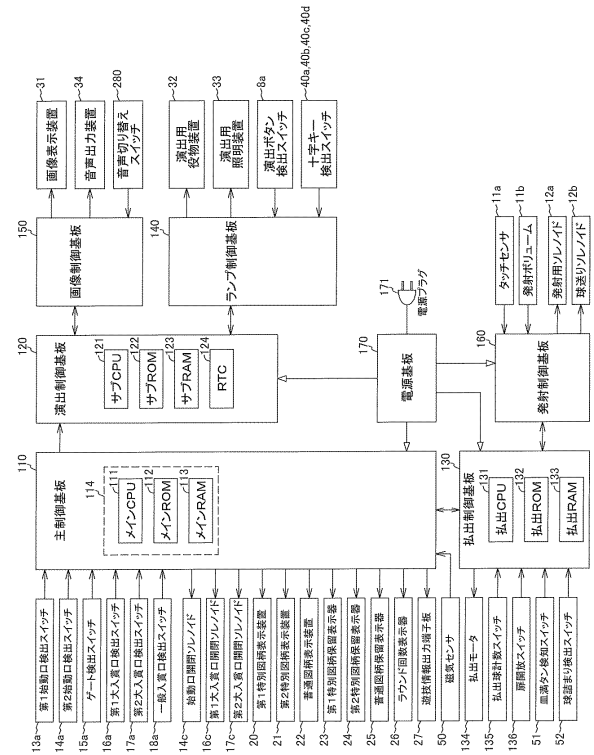 13a 第1始動口検出スイッチ
14a 第2始動口検出スイッチ
15a ゲート検出スイッチ
16a 第1大入賞口検出スイッチ
17a 第2大入賞口検出スイッチ
18a 一般入賞口検出スイッチ
14c 始動口開閉ソレノイド
16c 第1大入賞口開閉ソレノイド
17c 第2大入賞口開閉ソレノイド
20 第1特別図柄表示装置
21 第2特別図柄表示装置
22 普通図柄表示装置
23 第1特別図柄保留表示器
24 第2特別図柄保留表示器
25 普通図柄保留表示器
26 ラウンド回数表示器
27 遊技情報出力端子板
50 磁気センサ
134 払出モータ
135 払出球計数スイッチ
136 扉開放スイッチ
51 皿満タン検知スイッチ
52 球詰まり検出スイッチ
110
主制御基板
114
メインCPU 111
メインROM 112
メインRAM 113
130
払出制御基板
払出CPU 131
払出ROM 132
払出RAM 133
120
演出制御基板
サブCPU 121
サブROM 122
サブRAM 123
RTC 124
170
電源基板
171
電源プラグ
160
発射制御基板
150
画像制御基板
140
ランプ制御基板
画像表示装置 31
音声出力装置 34
音声切り替え
スイッチ
280
演出用
役物装置
32
演出用
照明装置
33
演出ボタン
検出スイッチ
8a
十字キー
検出スイッチ
40a,40b,40c,40d
タッチセンサ 11a
発射ボリューム 11b
発射用ソレノイド 12a
球送りソレノイド 12b